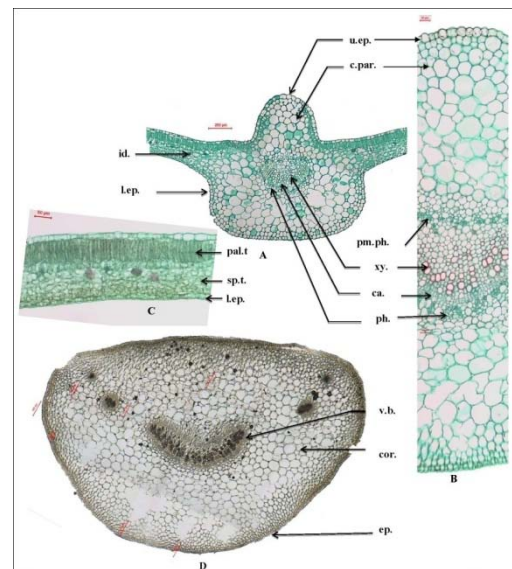 u.ep.
c.par.
id.
l.ep.
pm.ph.
pal.t
xy.
A
sp.t.
ca.
l.ep.
C
ph.
v.b.
cor.
B
ep.
D